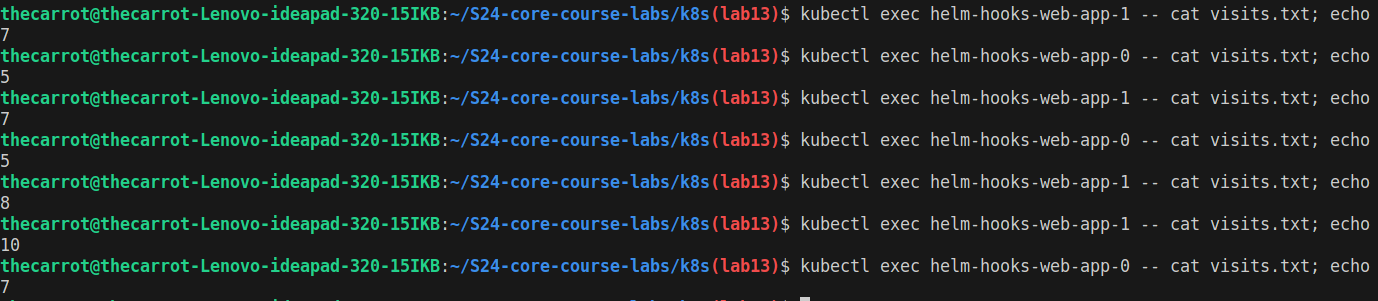 thecarrot@thecarrot-Lenovo-ideapad-320-15IKB:~/S24-core-course-labs/k8s(lab13)$ kubectl exec helm-hooks-web-app-1 -- cat visits.txt; echo
7
thecarrot@thecarrot-Lenovo-ideapad-320-15IKB:~/S24-core-course-labs/k8s(lab13)$ kubectl exec helm-hooks-web-app-0 -- cat visits.txt; echo
5
thecarrot@thecarrot-Lenovo-ideapad-320-15IKB:~/S24-core-course-labs/k8s(lab13)$ kubectl exec helm-hooks-web-app-1 -- cat visits.txt; echo
7
thecarrot@thecarrot-Lenovo-ideapad-320-15IKB:~/S24-core-course-labs/k8s(lab13)$ kubectl exec helm-hooks-web-app-0 -- cat visits.txt; echo
5
thecarrot@thecarrot-Lenovo-ideapad-320-15IKB:~/S24-core-course-labs/k8s(lab13)$ kubectl exec helm-hooks-web-app-1 -- cat visits.txt; echo
8
thecarrot@thecarrot-Lenovo-ideapad-320-15IKB:~/S24-core-course-labs/k8s(lab13)$ kubectl exec helm-hooks-web-app-1 -- cat visits.txt; echo
10
thecarrot@thecarrot-Lenovo-ideapad-320-15IKB:~/S24-core-course-labs/k8s(lab13)$ kubectl exec helm-hooks-web-app-0 -- cat visits.txt; echo
7